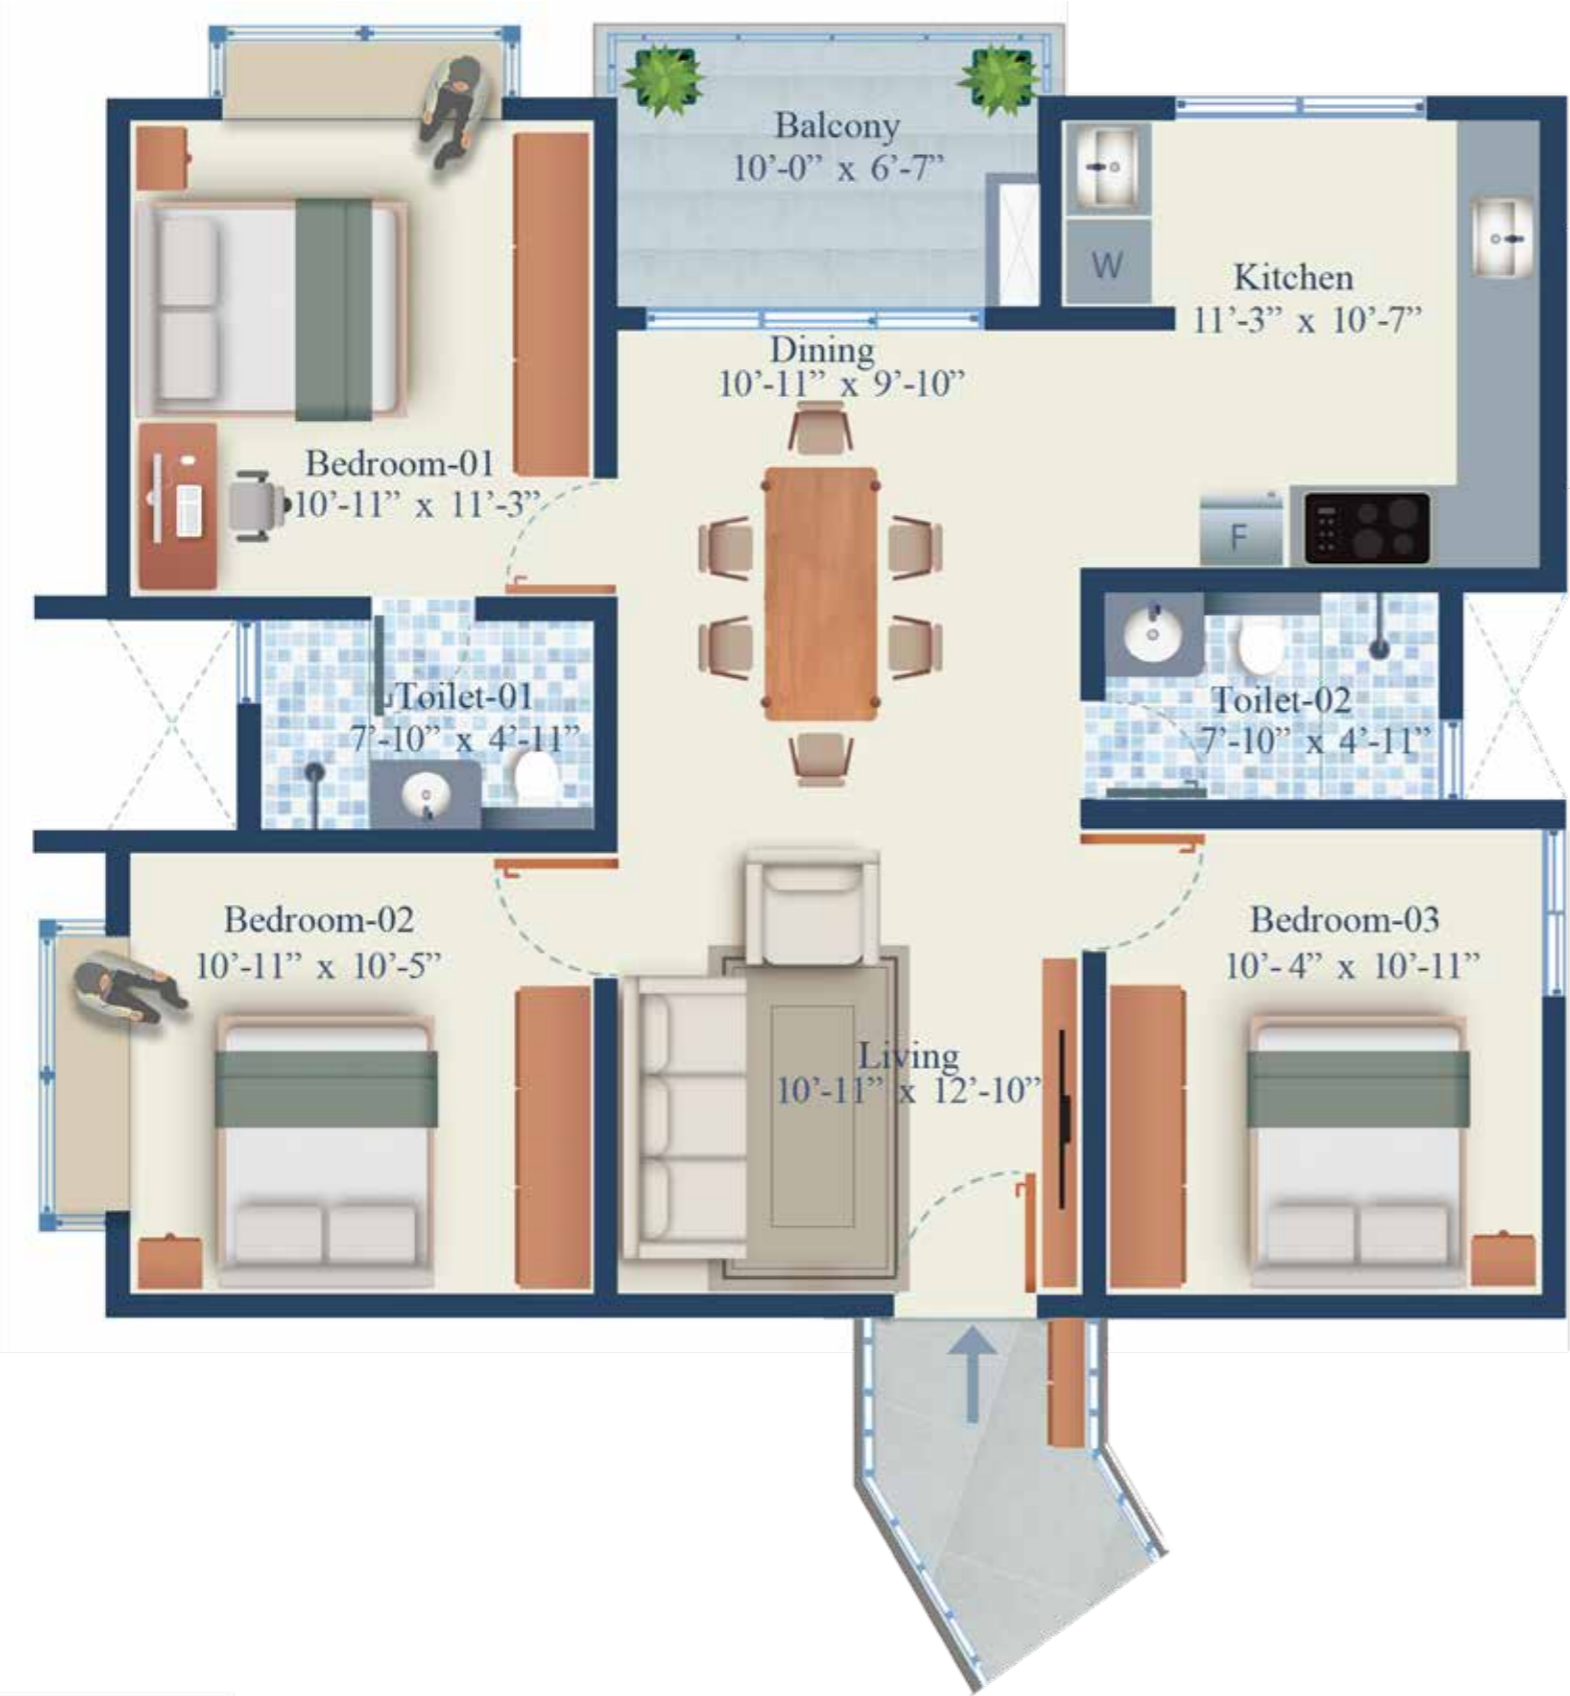 Balcony
10’-0” x 6’-7”
W
Kitchen
11’-3” x 10’-7”
Dining
10’-11” x 9’-10”
Bedroom-01
10’-11” x 11’-3”
F
Toilet-01
7’-10” x 4’-11”
Toilet-02
7’-10” x 4’-11”
Bedroom-02
10’-11” x 10’-5”
Bedroom-03
10’- 4” x 10’-11”
Living
10’-11” x 12’-10”